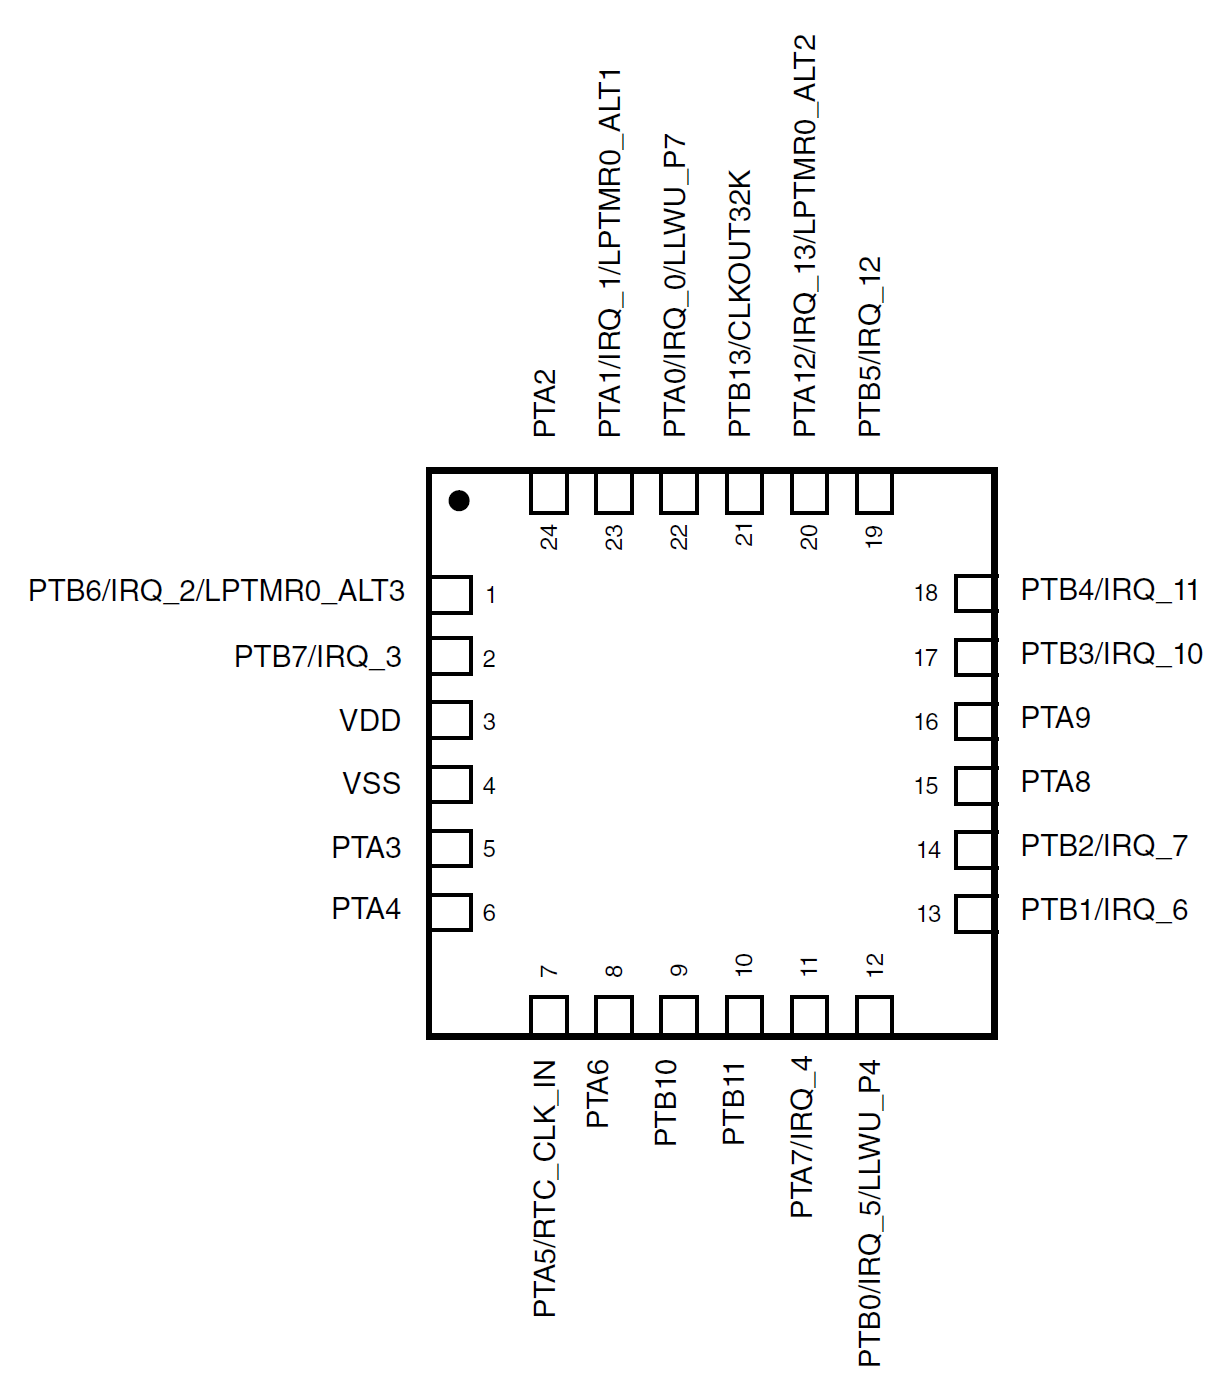 PTA2
PTA1/IRQ_1/LPTMR0_ALT1
PTA0/IRQ_0/LLWU_P7
PTB13/CLKOUT32K
PTA12/IRQ_13/LPTMR0_ALT2
PTB5/IRQ_12
24
23
22
21
20
19
PTB6/IRQ_2/LPTMR0_ALT3
1
18
PTB4/IRQ_11
PTB7/IRQ_3
2
17
PTB3/IRQ_10
VDD
3
16
PTA9
VSS
4
15
PTA8
PTA3
5
14
PTB2/IRQ_7
PTA4
6
13
PTB1/IRQ_6
7
8
9
10
11
12
PTA5/RTC_CLK_IN
PTA6
PTB10
PTB11
PTA7/IRQ_4
PTB0/IRQ_5/LLWU_P4